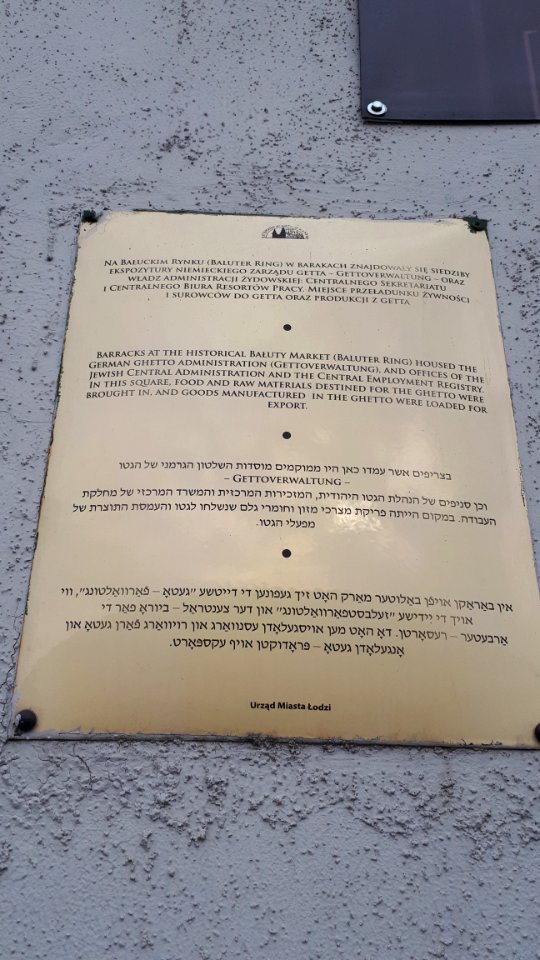 Na Bałuckim Rynku (Baluter Ring) w barakach znajdowały się siedziby
ekspozytury niemieckiego zarządu getta – Gettoverwaltung – oraz
władz administracji żydowskiej: Centralnego Sekretariatu
i Centralnego Biura Resortów Pracy. Miejsce przeładunku żywności
i surowców do getta oraz produkcji z getta
Barracks at the historical Bałuty Market (Baluter Ring) housed the
German ghetto administration (Gettoverwaltung), and offices of the
Jewish Central Administration and the Central Employment Registry.
In this square, food and raw materials destined for the ghetto were
brought in, and goods manufactured in the ghetto were loaded for
export.
בצריפים אשר עמדו כאן היו ממוקמים מוסדות השלטון הגרמני של הגטו
– Gettoverwaltung –
וכן סניפים של הנהלת הגטו היהודית, המזכירות המרכזית והמשרד המרכזי של מחלקת
העבודה. במקום הייתה פריקת מצרכי מזון וחומרי גלם שנשלחו לגטו והעמסת התוצרת של
מפעלי הגטו.
אין באַראַקן אויפֿן באַלוטער מאַרק האָט זיך געפונען די דייטשע "געטאָ – פֿאַרוואַלטונג", ווי
אויך די יידישע "זעלבסטפֿאַרוואַלטונג" און דער צענטראַל – ביוראָ פֿאַר די
אַרבעטער – רעסאָרטן. דאָ האָט מען אויסגעלאָדן עסנוואַרג און רויוואַרג פֿאַרן געטאָ און
אָנגעלאָדן געטאָ – פּראָדוקטן אויף עקספּאָרט.
Urząd Miasta Łodzi